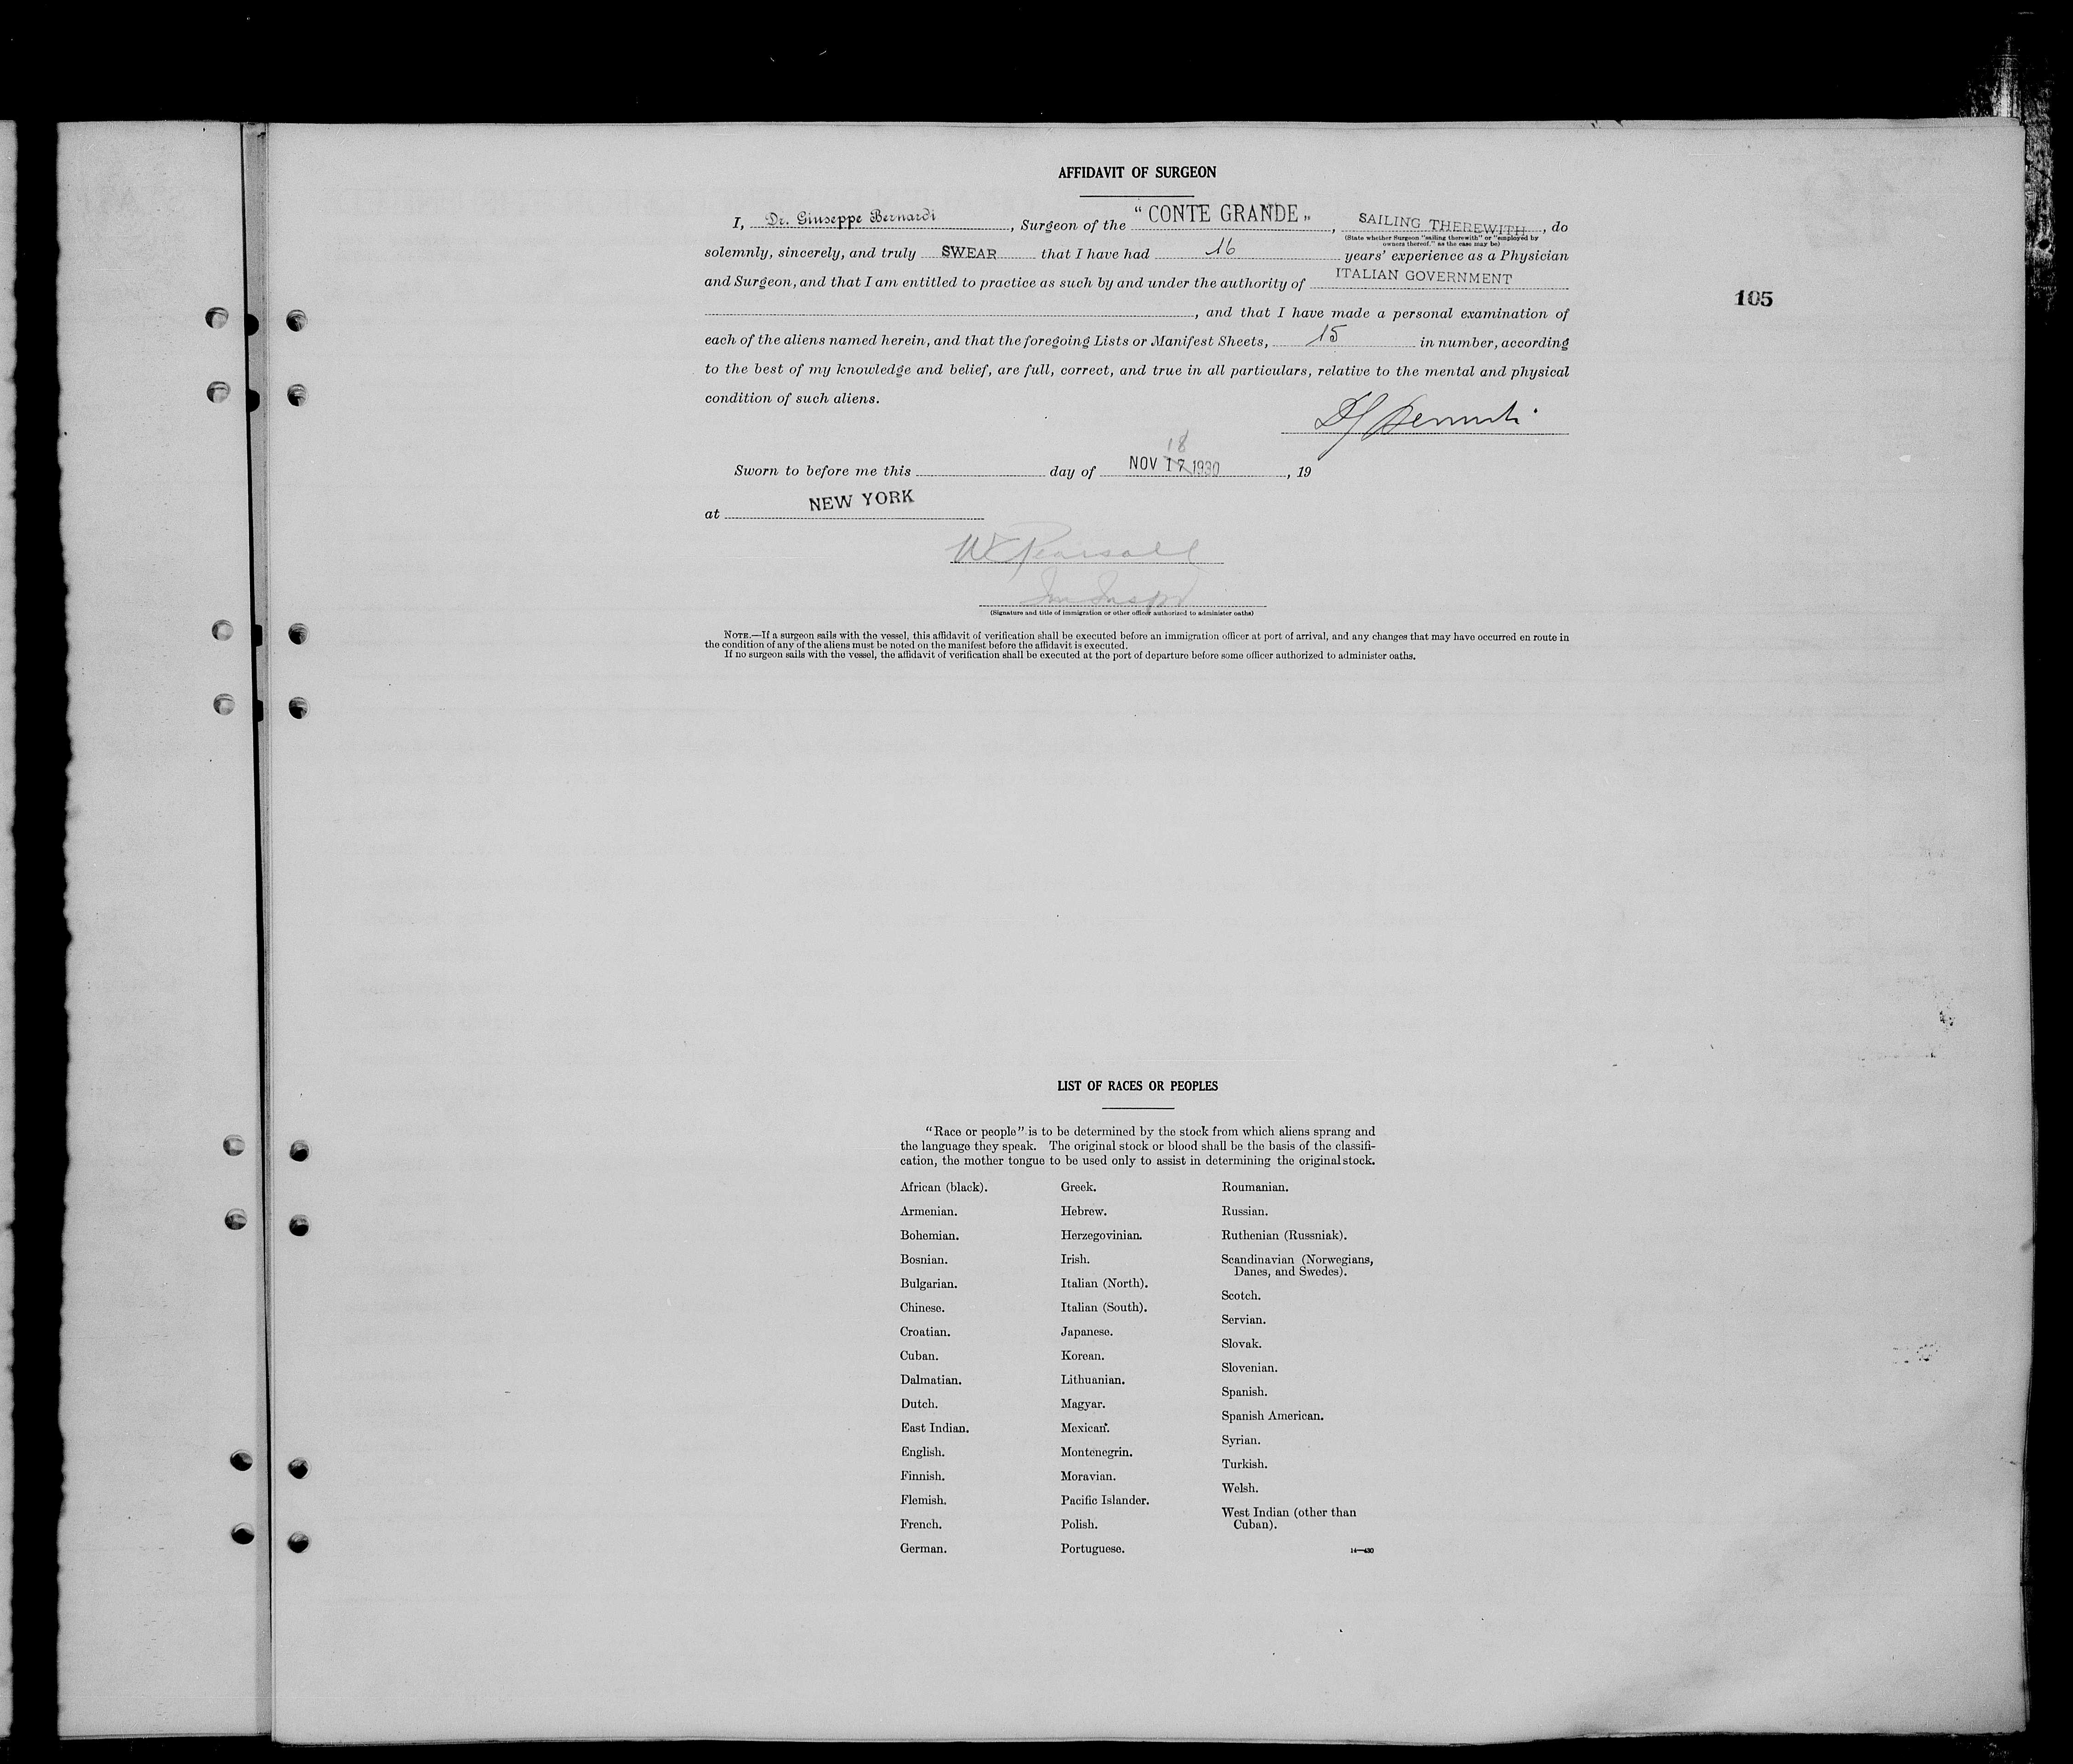 AFFIDAVIT OF SURGEON
I, Dr. Giuseppe Bernardi, Surgeon of the "CONTE GRANDE", SAILING THEREWITH, do
(State whether Surgeon "sailing therewith" or "employed by
owners thereof," as the case may be)
solemnly, sincerely, and truly SWEAR that I have had 16 years' experience as a Physician
and Surgeon, and that I am entitled to practice as such by and under the authority of ITALIAN GOVERNMENT
105
, and that I have made a personal examination of
each of the aliens named herein, and that the foregoing Lists or Manifest Sheets, 15 in number, according
to the best of my knowledge and belief, are full, correct, and true in all particulars, relative to the mental and physical
condition of such aliens.
18
Sworn to before me this day of NOV 17 1930, 19
at NEW YORK
W Pearsall
Im Inspr
(Signature and title of immigration or other officer authorized to administer oaths)
NOTE.—If a surgeon sails with the vessel, this affidavit of verification shall be executed before an immigration officer at port of arrival, and any changes that may have occurred en route in
the condition of any of the aliens must be noted on the manifest before the affidavit is executed.
If no surgeon sails with the vessel, the affidavit of verification shall be executed at the port of departure before some officer authorized to administer oaths.
LIST OF RACES OR PEOPLES
"Race or people" is to be determined by the stock from which aliens sprang and
the language they speak. The original stock or blood shall be the basis of the classifi-
cation, the mother tongue to be used only to assist in determining the original stock.
African (black).
Armenian.
Bohemian.
Bosnian.
Bulgarian.
Chinese.
Croatian.
Cuban.
Dalmatian.
Dutch.
East Indian.
English.
Finnish.
Flemish.
French.
German.
Greek.
Hebrew.
Herzegovinian.
Irish.
Italian (North).
Italian (South).
Japanese.
Korean.
Lithuanian.
Magyar.
Mexican.
Montenegrin.
Moravian.
Pacific Islander.
Polish.
Portuguese.
Roumanian.
Russian.
Ruthenian (Russniak).
Scandinavian (Norwegians,
Danes, and Swedes).
Scotch.
Servian.
Slovak.
Slovenian.
Spanish.
Spanish American.
Syrian.
Turkish.
Welsh.
West Indian (other than
Cuban).
14—430